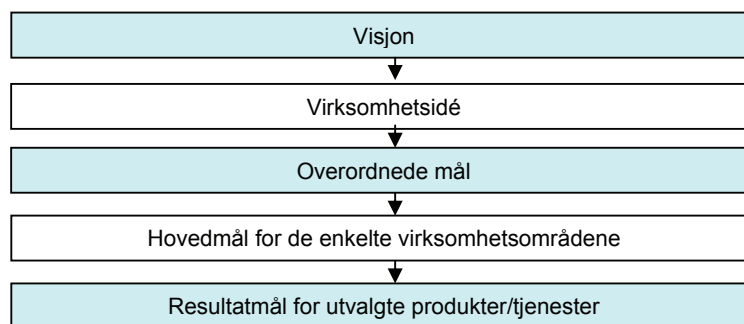 Visjon
Virksomhetsidé
Overordnede mål
Hovedmål for de enkelte virksomhetsområdene
Resultatmål for utvalgte produkter/tjenester